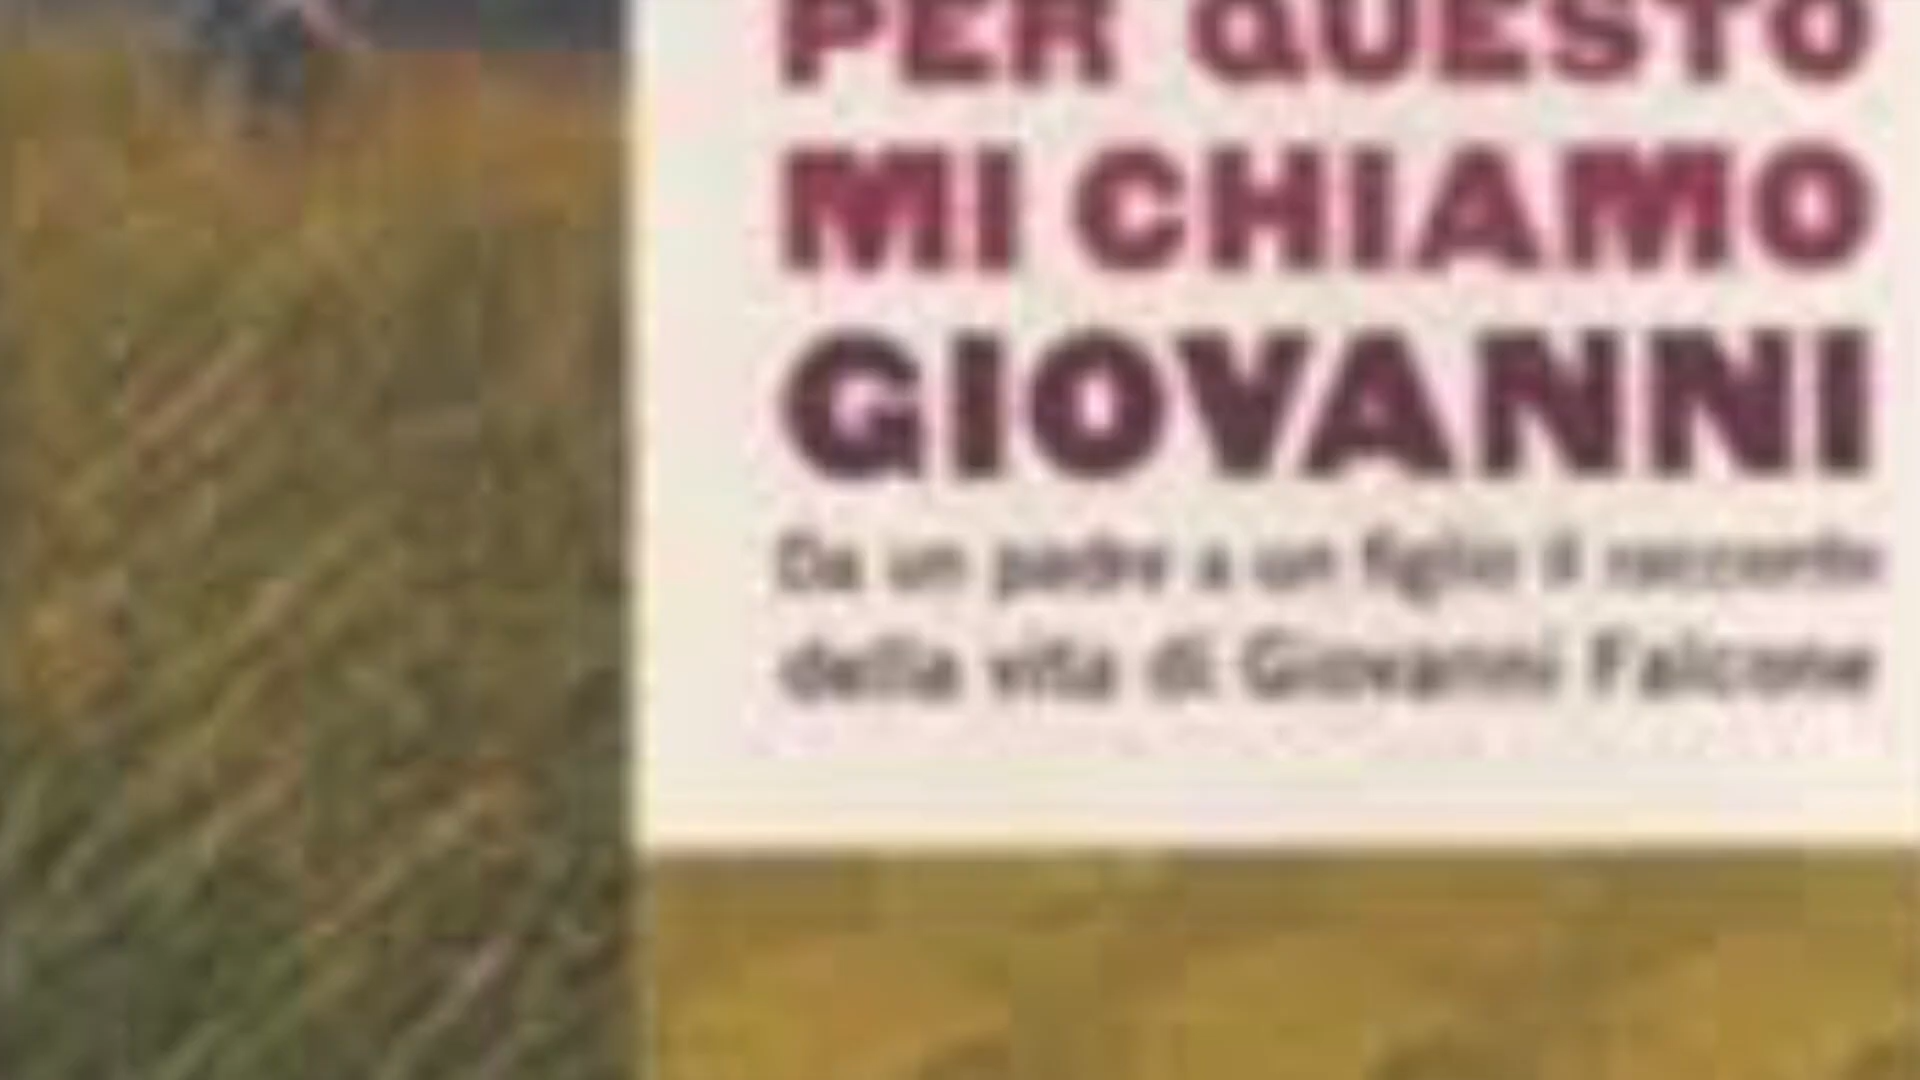 PER QUESTO
MI CHIAMO
GIOVANNI
Da un padre a un figlio il racconto
della vita di Giovanni Falcone